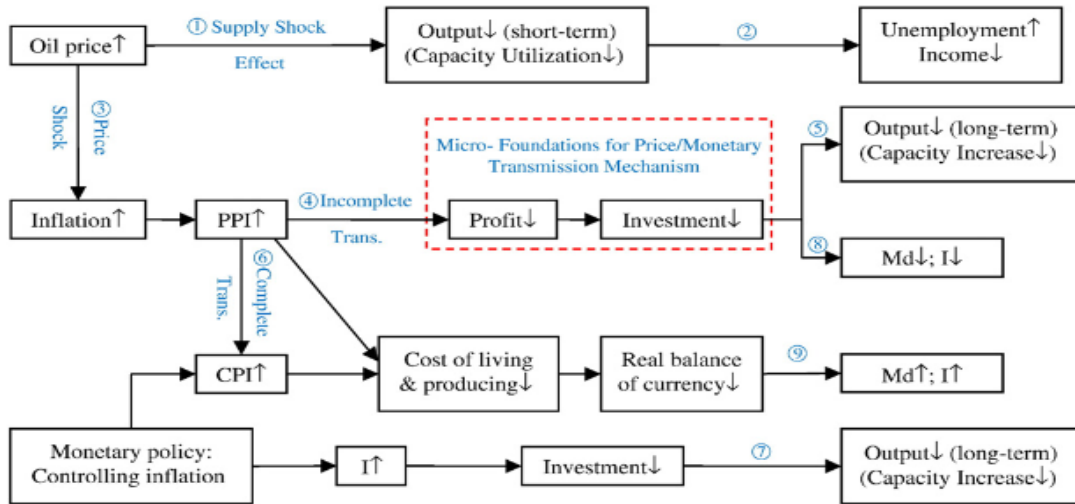 Oil price↑
① Supply Shock
Effect
Output↓ (short-term)
(Capacity Utilization↓)
②
Unemployment↑
Income↓
③Price
Shock
Micro- Foundations for Price/Monetary
Transmission Mechanism
⑤
Output↓ (long-term)
(Capacity Increase↓)
Inflation↑
PPI↑
④Incomplete
Trans.
Profit↓
Investment↓
⑧
Md↓; I↓
⑥Complete
Trans.
CPI↑
Cost of living
& producing↓
Real balance
of currency↓
⑨
Md↑; I↑
Monetary policy:
Controlling inflation
I↑
Investment↓
⑦
Output↓ (long-term)
(Capacity Increase↓)